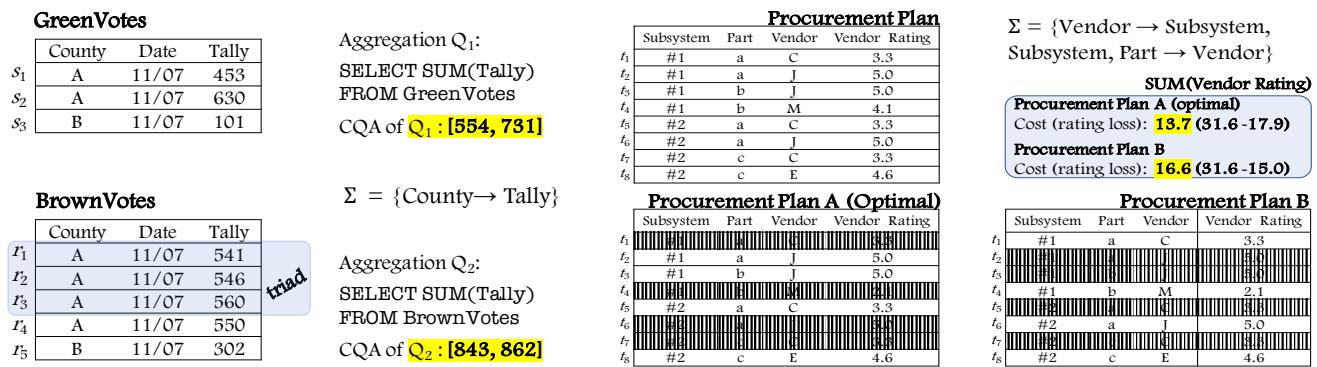 GreenVotes
County Date Tally
s1 A 11/07 453
s2 A 11/07 630
s3 B 11/07 101
BrownVotes
County Date Tally
r1 A 11/07 541
r2 A 11/07 546
r3 A 11/07 560
r4 A 11/07 550
r5 B 11/07 302
triad
Aggregation Q1:
SELECT SUM(Tally)
FROM GreenVotes
CQA of Q1 : [554, 731]
Σ = {County→ Tally}
Aggregation Q2:
SELECT SUM(Tally)
FROM BrownVotes
CQA of Q2 : [843, 862]
Procurement Plan
Subsystem Part Vendor Vendor Rating
t1 #1 a C 3.3
t2 #1 a J 5.0
t3 #1 b J 5.0
t4 #1 b M 4.1
t5 #2 a C 3.3
t6 #2 a J 5.0
t7 #2 c C 3.3
t8 #2 c E 4.6
Procurement Plan A (Optimal)
Subsystem Part Vendor Vendor Rating
t1
t2 #1 a J 5.0
t3 #1 b J 5.0
t4
t5 #2 a C 3.3
t6
t7
t8 #2 c E 4.6
Σ = {Vendor → Subsystem,
Subsystem, Part → Vendor}
SUM(Vendor Rating)
Procurement Plan A (optimal)
Cost (rating loss): 13.7 (31.6 -17.9)
Procurement Plan B
Cost (rating loss): 16.6 (31.6 -15.0)
Procurement Plan B
Subsystem Part Vendor Vendor Rating
t1 #1 a C 3.3
t2
t3
t4 #1 b M 2.1
t5
t6 #2 a J 5.0
t7
t8 #2 c E 4.6